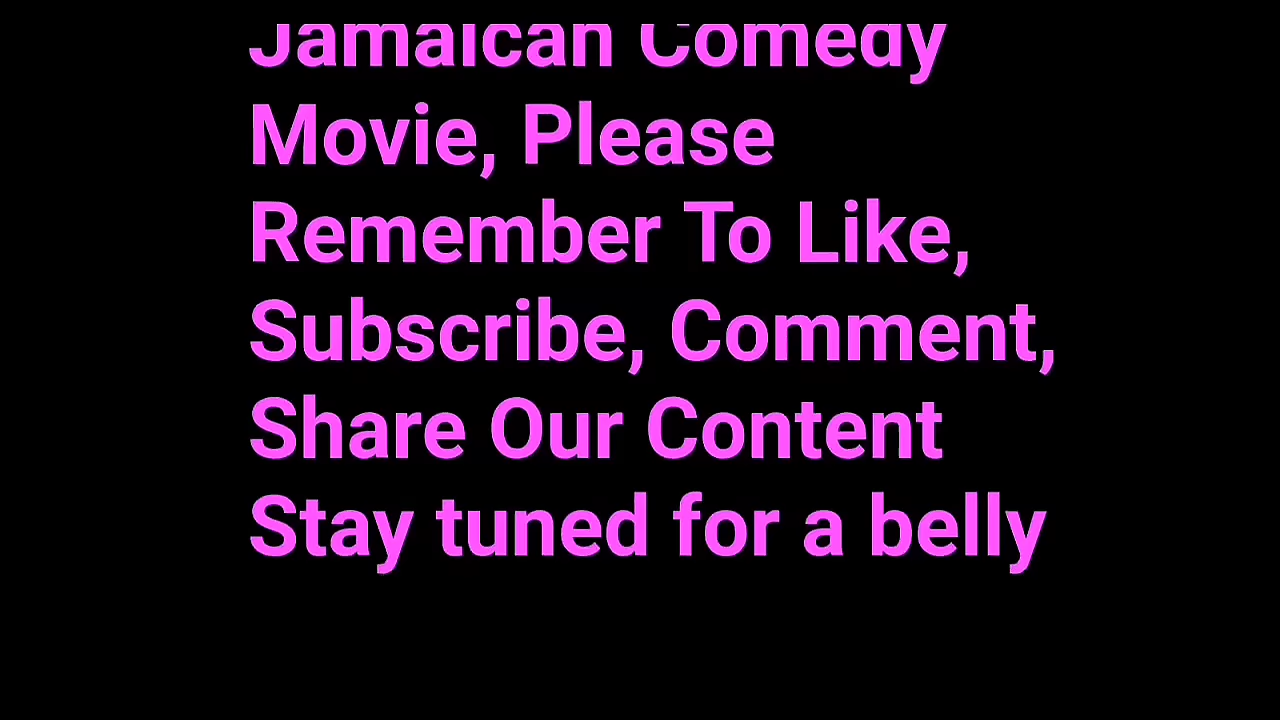 Jamaican Comedy
Movie, Please
Remember To Like,
Subscribe, Comment,
Share Our Content
Stay tuned for a belly